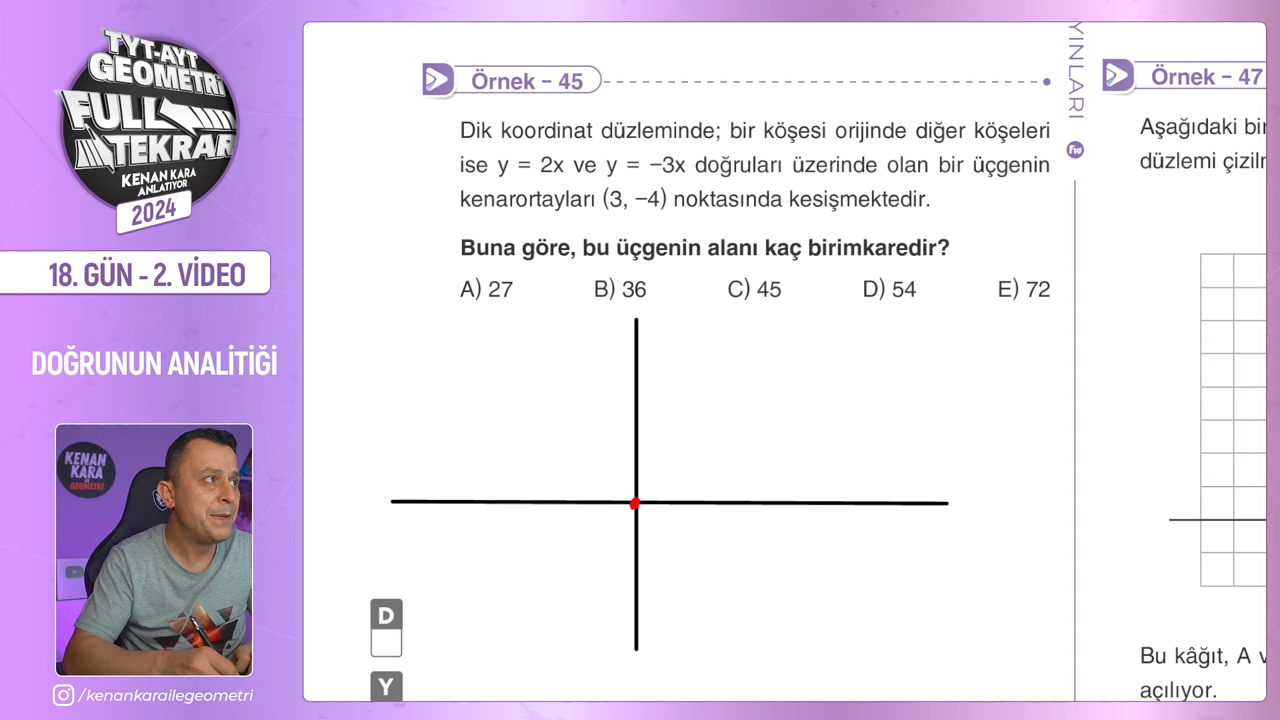 TYT-AYT
GEOMETRİ
FULL
TEKRAR
KENAN KARA
ANLATIYOR
2024
18. GÜN - 2. VİDEO
DOĞRUNUN ANALİTİĞİ
KENAN
KARA
GEOMETRİ
/kenankarailegeometri
Örnek – 45
Dik koordinat düzleminde; bir köşesi orijinde diğer köşeleri
ise y = 2x ve y = –3x doğruları üzerinde olan bir üçgenin
kenarortayları (3, –4) noktasında kesişmektedir.
Buna göre, bu üçgenin alanı kaç birimkaredir?
A) 27 B) 36 C) 45 D) 54 E) 72
D
Y
YINLARI
Örnek – 47
Aşağıdaki bir
düzlemi çiziln
Bu kâğıt, A v
açılıyor.